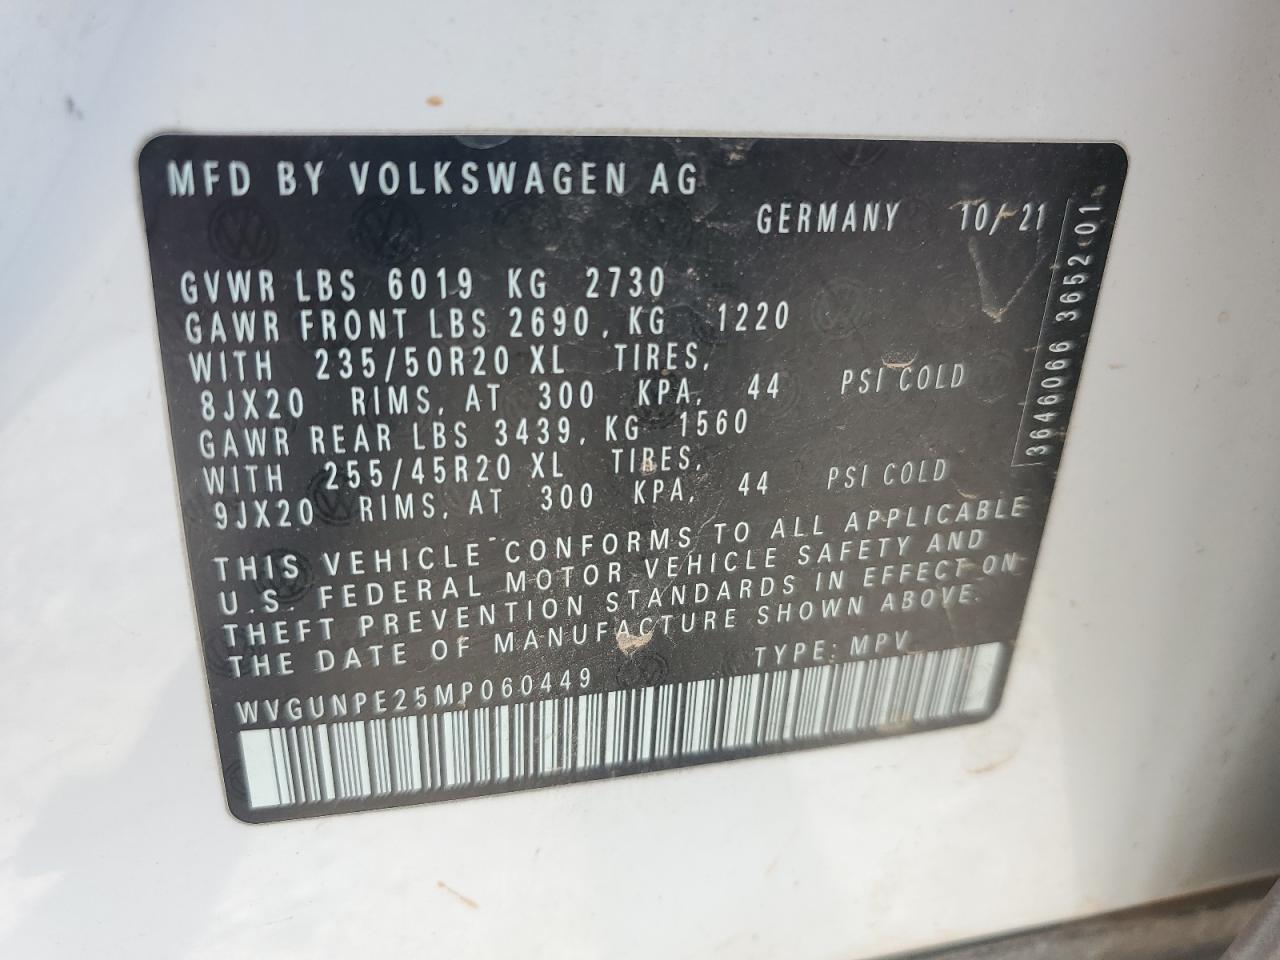 MFD BY VOLKSWAGEN AG
GERMANY 10/21
GVWR LBS 6019 KG 2730
GAWR FRONT LBS 2690, KG 1220
WITH 235/50R20 XL TIRES,
8JX20 RIMS, AT 300 KPA, 44 PSI COLD
GAWR REAR LBS 3439, KG 1560
WITH 255/45R20 XL TIRES,
9JX20 RIMS, AT 300 KPA, 44 PSI COLD
THIS VEHICLE CONFORMS TO ALL APPLICABLE
U.S. FEDERAL MOTOR VEHICLE SAFETY AND
THEFT PREVENTION STANDARDS IN EFFECT ON
THE DATE OF MANUFACTURE SHOWN ABOVE.
WVGUNPE25MP060449 TYPE: MPV
3646066 3652 01